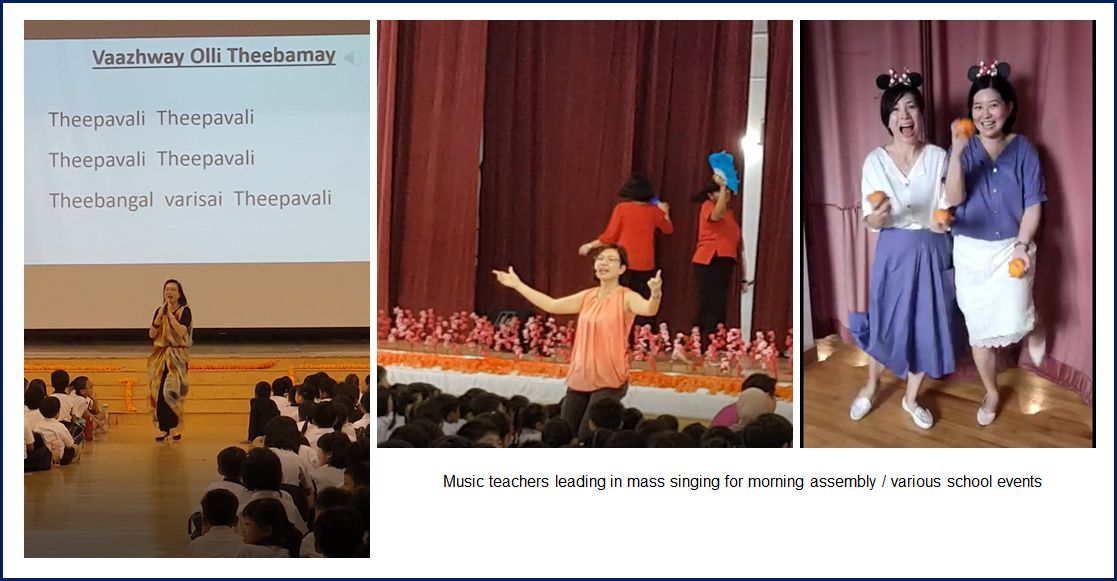 Vaazhway Olli Theebamay
Theepavali Theepavali
Theepavali Theepavali
Theebangal varisai Theepavali
Music teachers leading in mass singing for morning assembly / various school events